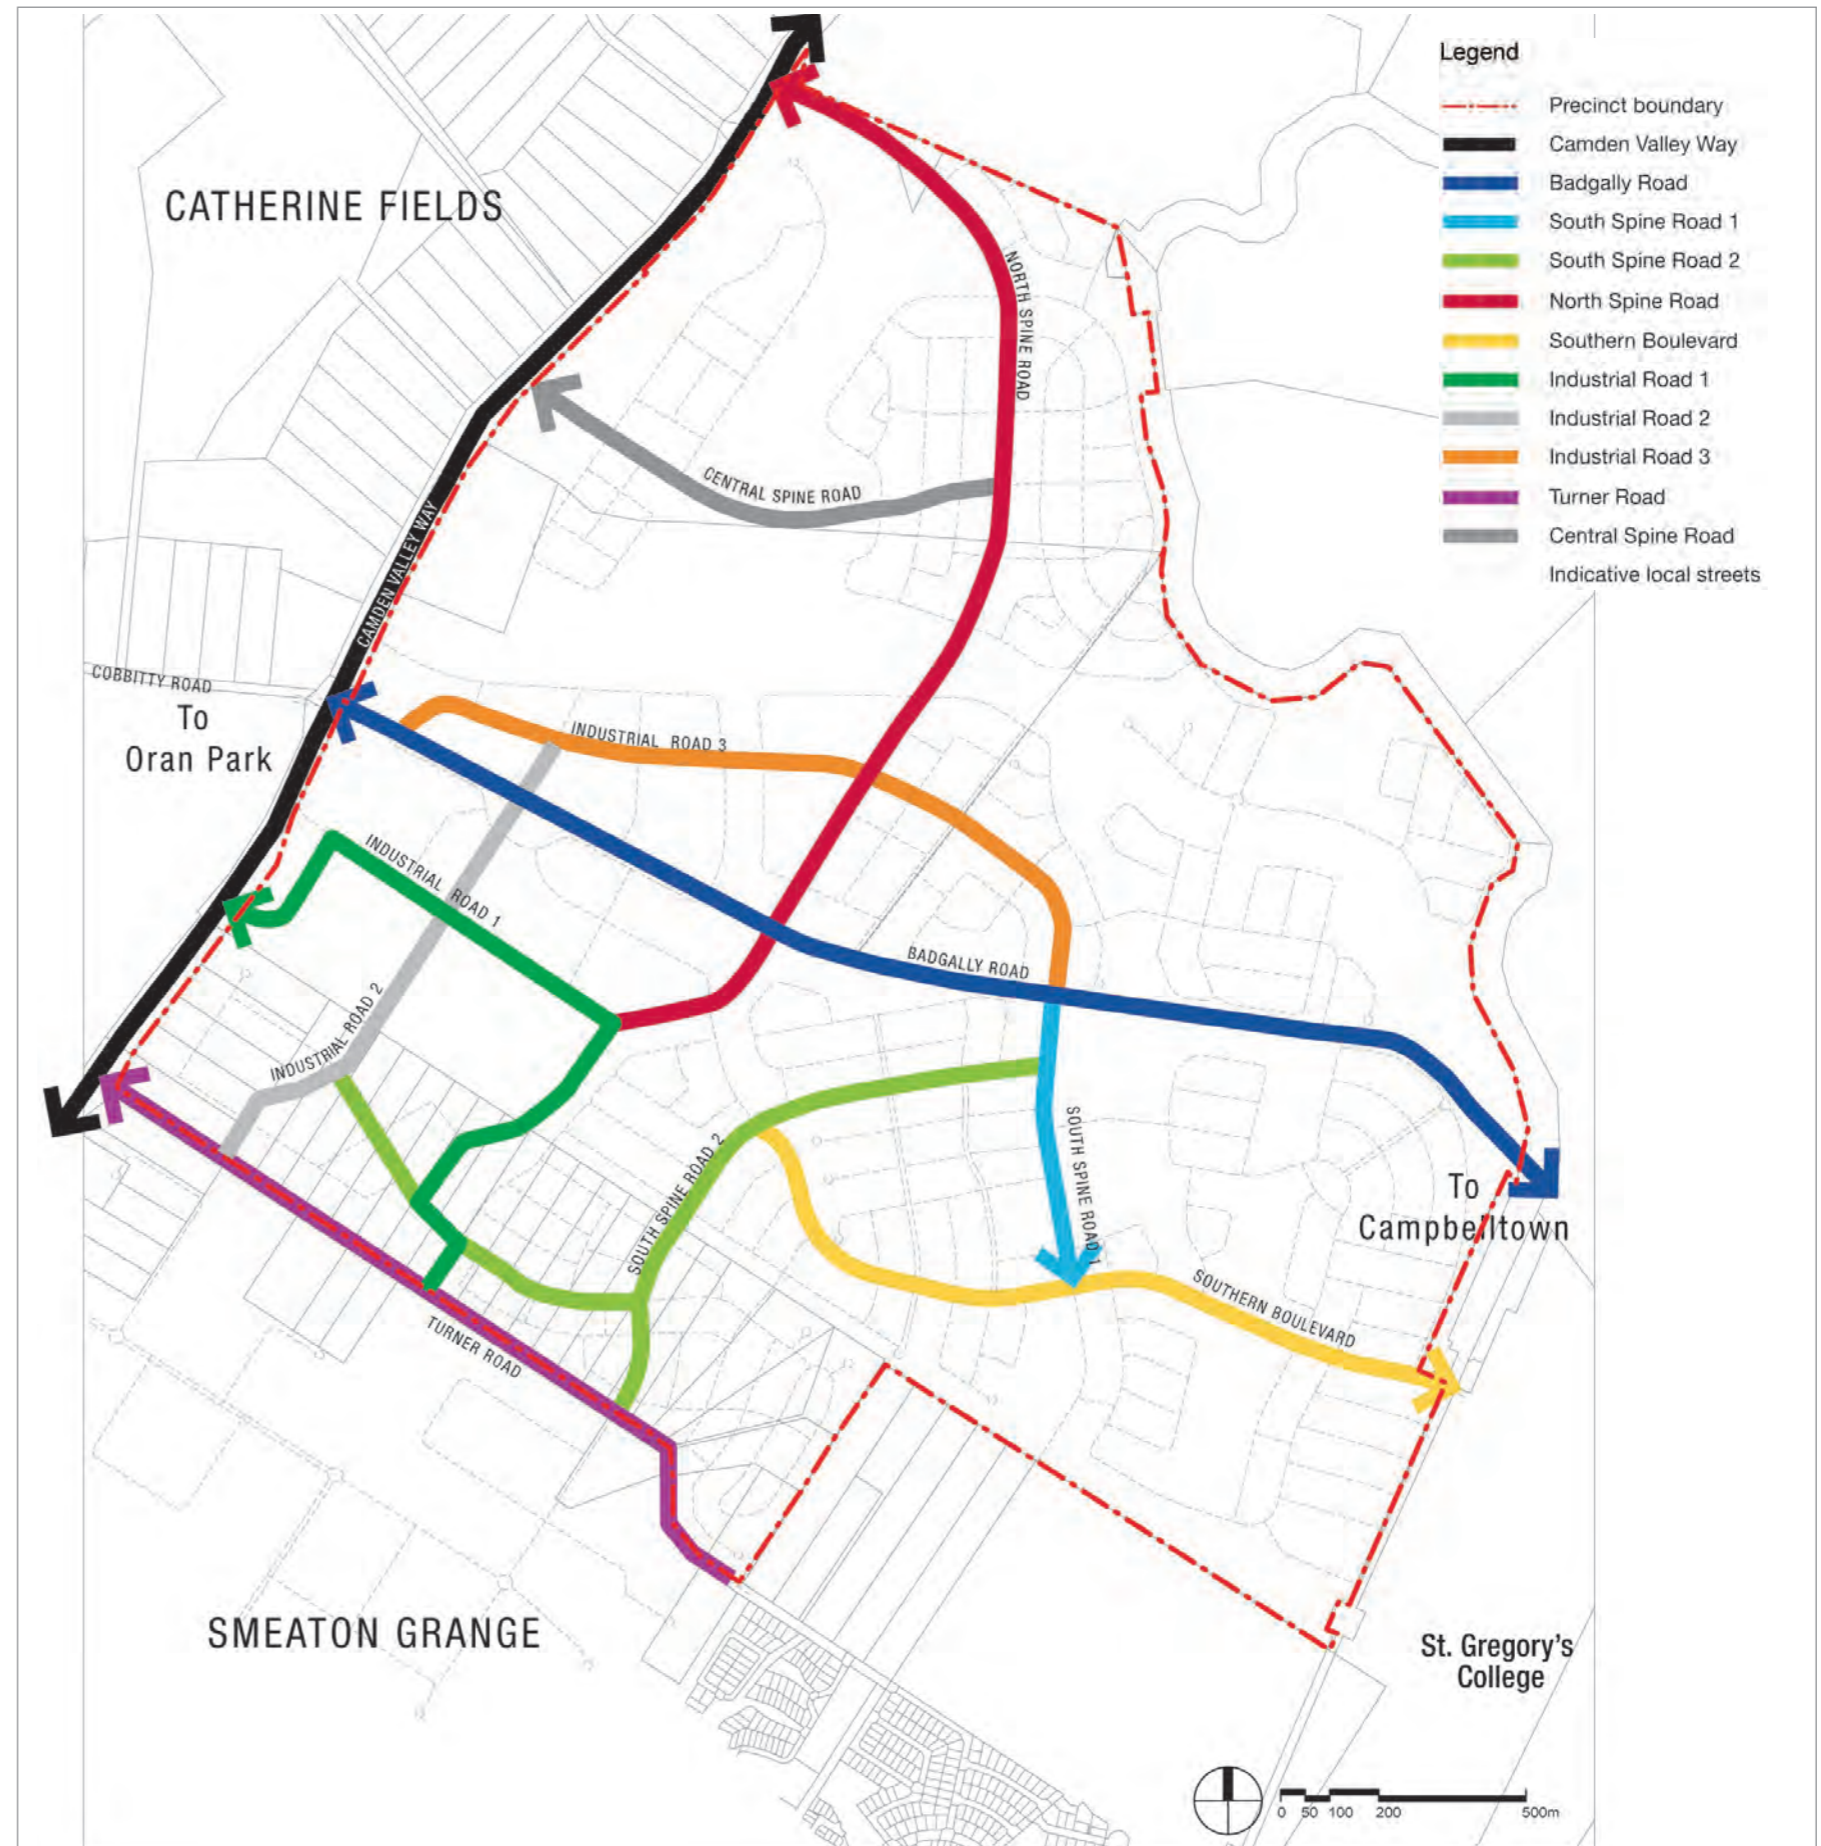 Legend
Precinct boundary
Camden Valley Way
Badgally Road
South Spine Road 1
South Spine Road 2
North Spine Road
Southern Boulevard
Industrial Road 1
Industrial Road 2
Industrial Road 3
Turner Road
Central Spine Road
Indicative local streets
CATHERINE FIELDS
NORTH SPINE ROAD
CENTRAL SPINE ROAD
CAMDEN VALLEY WAY
COBBITTY ROAD
To
Oran Park
INDUSTRIAL ROAD 3
INDUSTRIAL ROAD 1
BADGALLY ROAD
INDUSTRIAL ROAD 2
SOUTH SPINE ROAD 2
SOUTH SPINE ROAD 1
To
Campbelltown
SOUTHERN BOULEVARD
TURNER ROAD
SMEATON GRANGE
St. Gregory's
College
0 50 100 200 500m